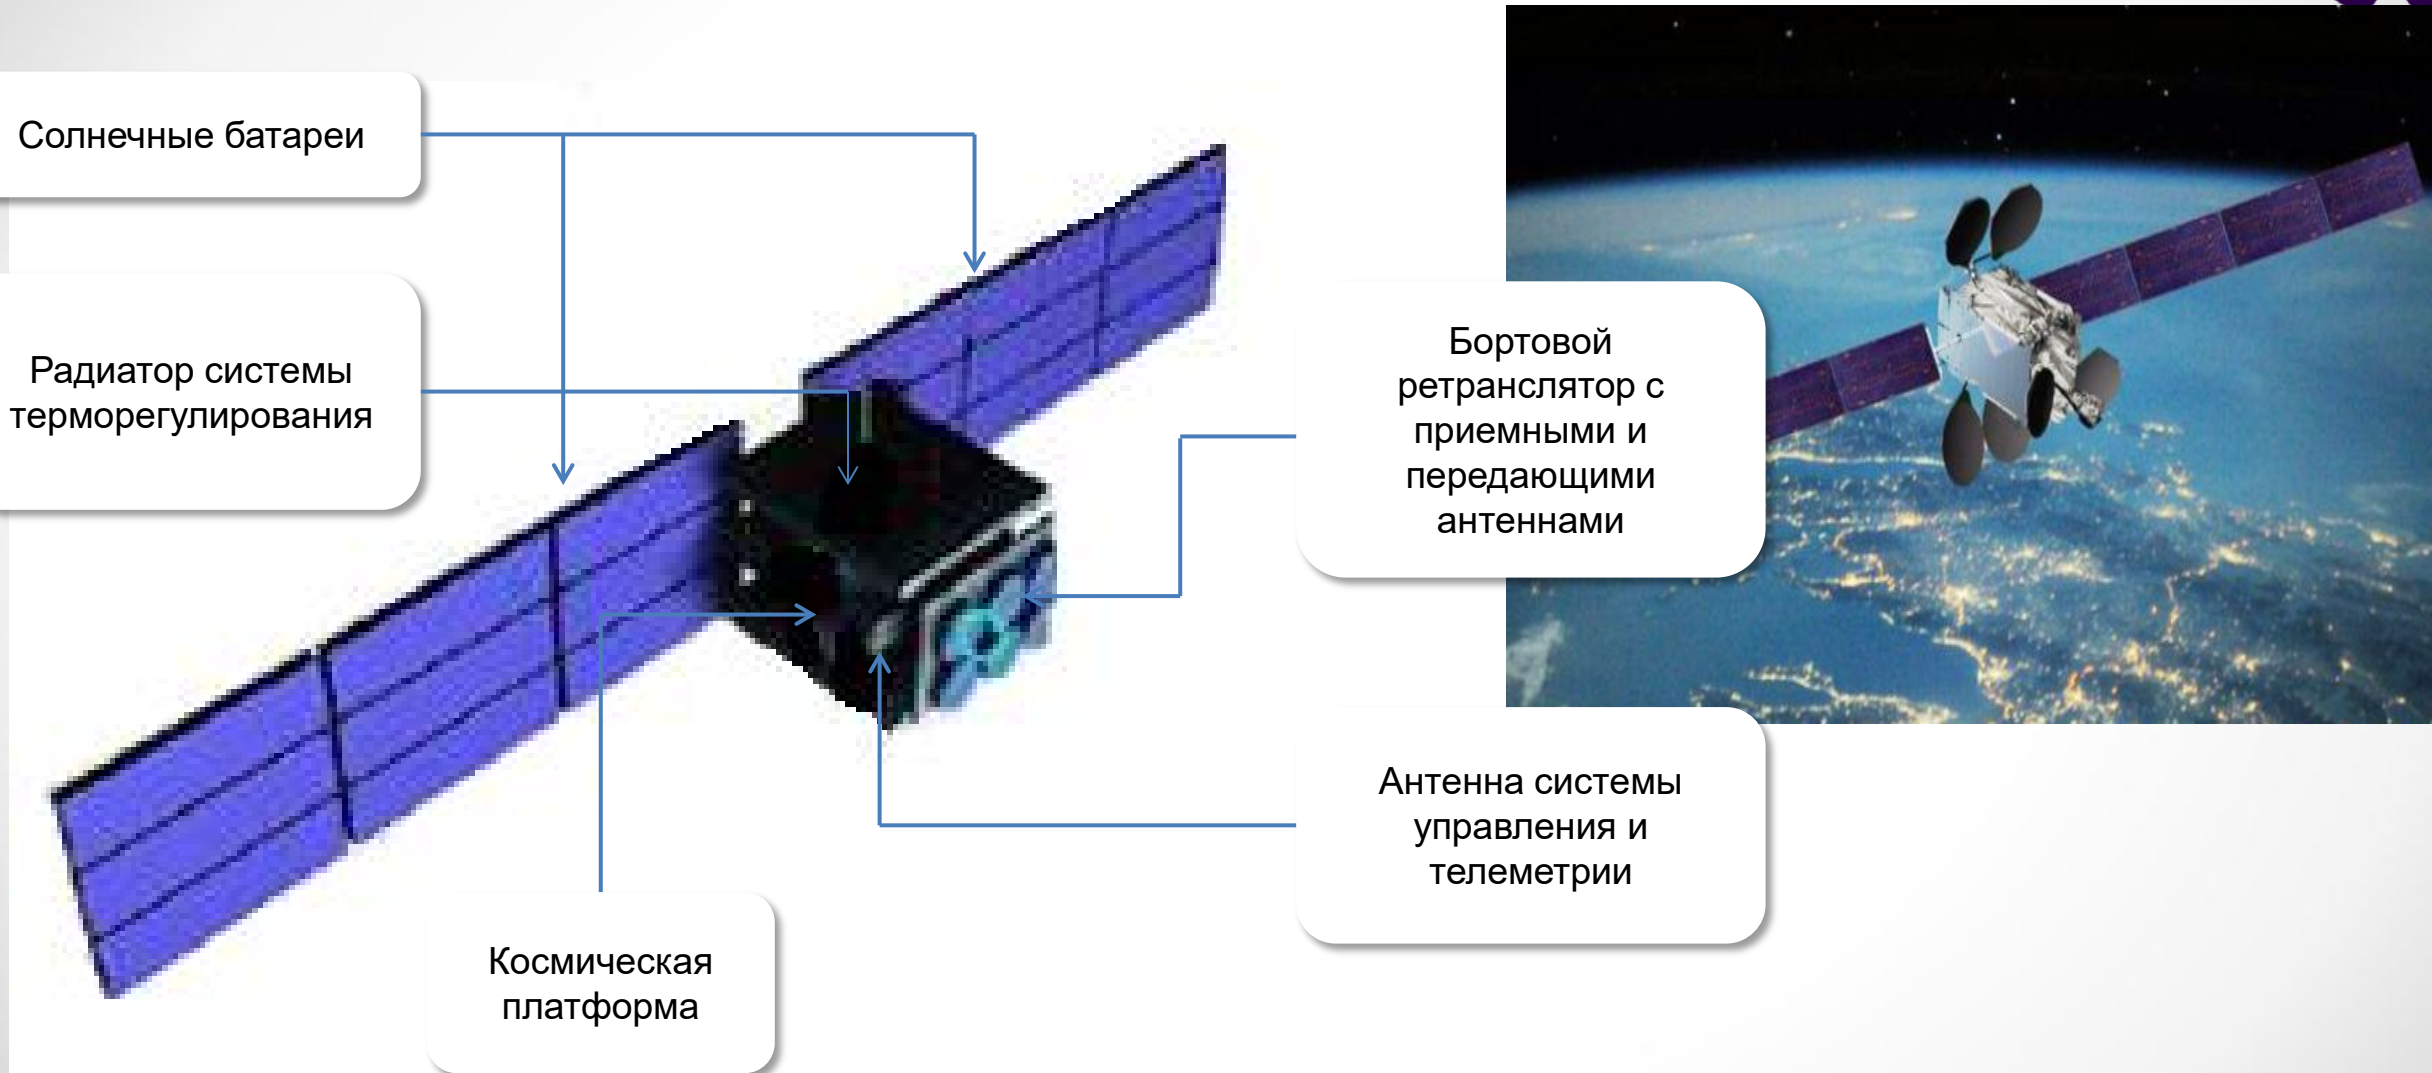 Солнечные батареи
Радиатор системы
терморегулирования
Бортовой
ретранслятор с
приемными и
передающими
антеннами
Антенна системы
управления и
телеметрии
Космическая
платформа